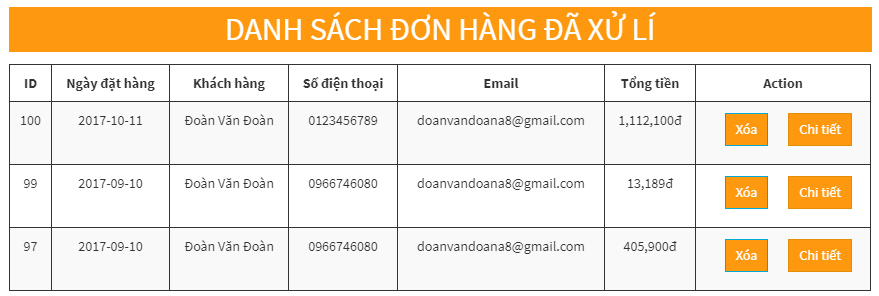 DANH SÁCH ĐƠN HÀNG ĐÃ XỬ LÍ
ID Ngày đặt hàng Khách hàng Số điện thoại Email Tổng tiền Action
100 2017-10-11 Đoàn Văn Đoàn 0123456789 doanvandoana8@gmail.com 1,112,100đ Xóa Chi tiết
99 2017-09-10 Đoàn Văn Đoàn 0966746080 doanvandoana8@gmail.com 13,189đ Xóa Chi tiết
97 2017-09-10 Đoàn Văn Đoàn 0966746080 doanvandoana8@gmail.com 405,900đ Xóa Chi tiết